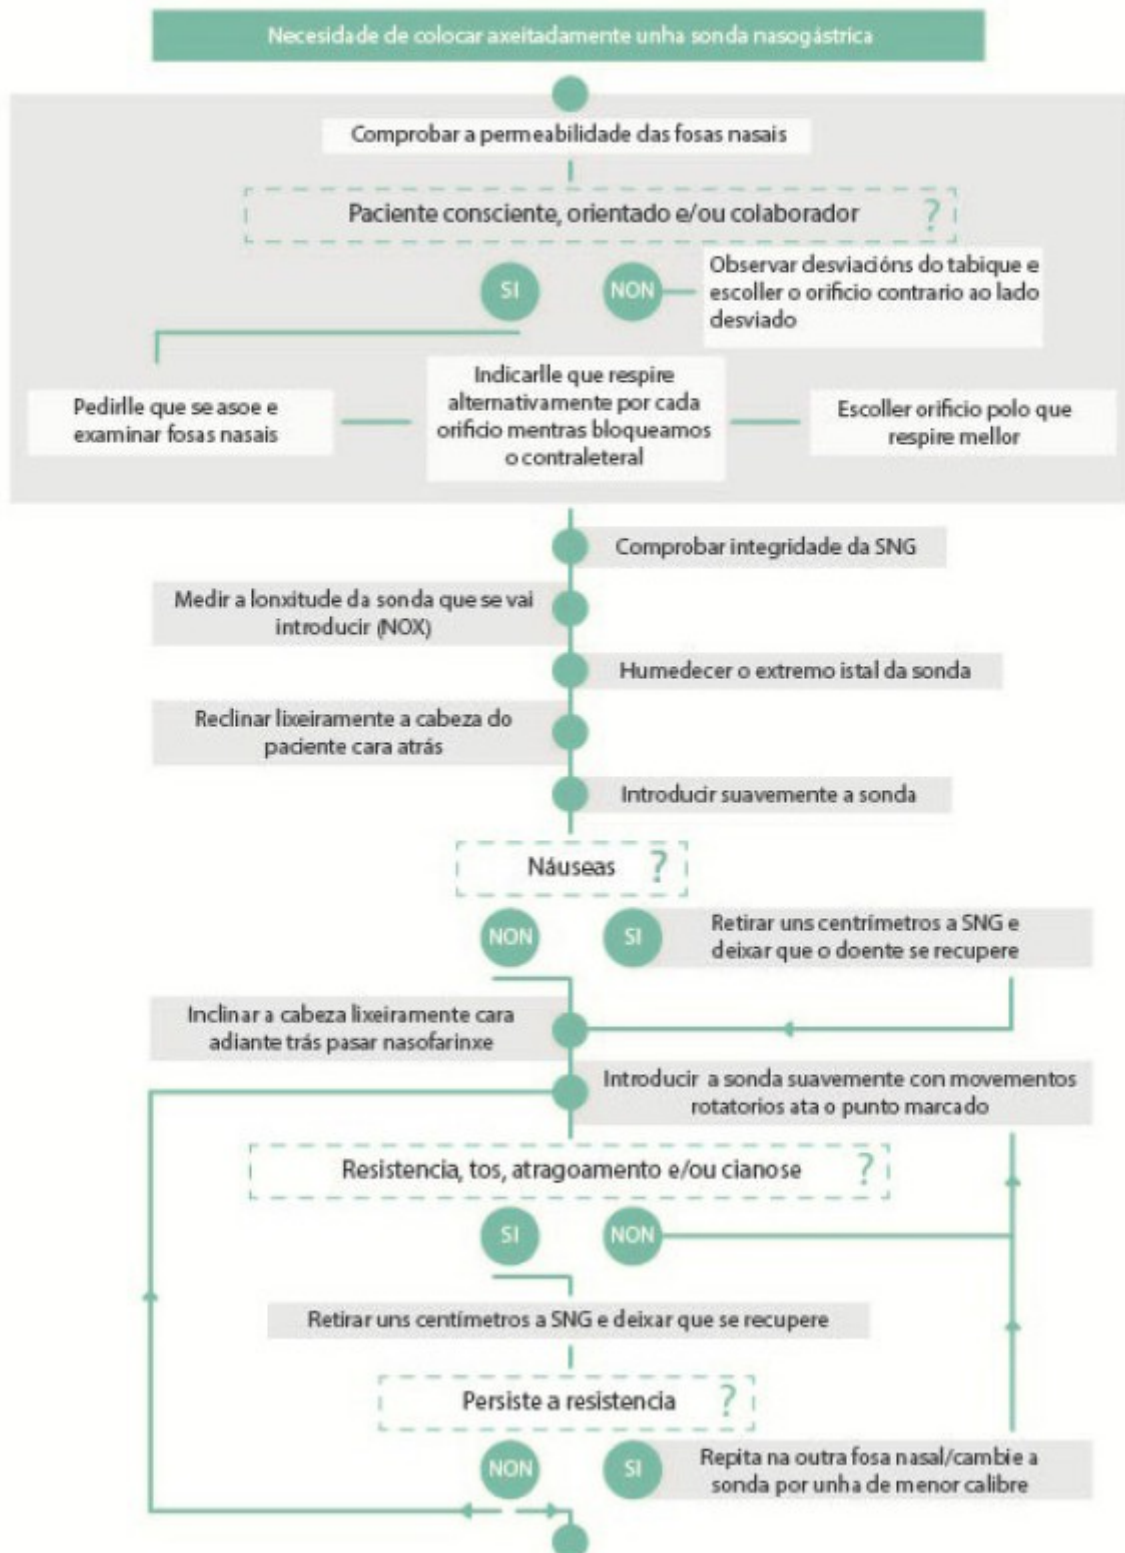 Necesidade de colocar axeitadamente unha sonda nasogástrica
Comprobar a permeabilidade das fosas nasais
Paciente consciente, orientado e/ou colaborador ?
SI
NON
Observar desviacións do tabique e
escoller o orificio contrario ao lado
desviado
Pedirlle que se asoe e
examinar fosas nasais
Indicarlle que respire
alternativamente por cada
orificio mentras bloqueamos
o contraleteral
Escoller orificio polo que
respire mellor
Comprobar integridade da SNG
Medir a lonxitude da sonda que se vai
introducir (NOX)
Humedecer o extremo istal da sonda
Reclinar lixeiramente a cabeza do
paciente cara atrás
Introducir suavemente a sonda
Náuseas ?
NON
SI
Retirar uns centrímetros a SNG e
deixar que o doente se recupere
Inclinar a cabeza lixeiramente cara
adiante trás pasar nasofarinxe
Introducir a sonda suavemente con movementos
rotatorios ata o punto marcado
Resistencia, tos, atragoamento e/ou cianose ?
SI
NON
Retirar uns centímetros a SNG e deixar que se recupere
Persiste a resistencia ?
NON
SI
Repita na outra fosa nasal/cambie a
sonda por unha de menor calibre